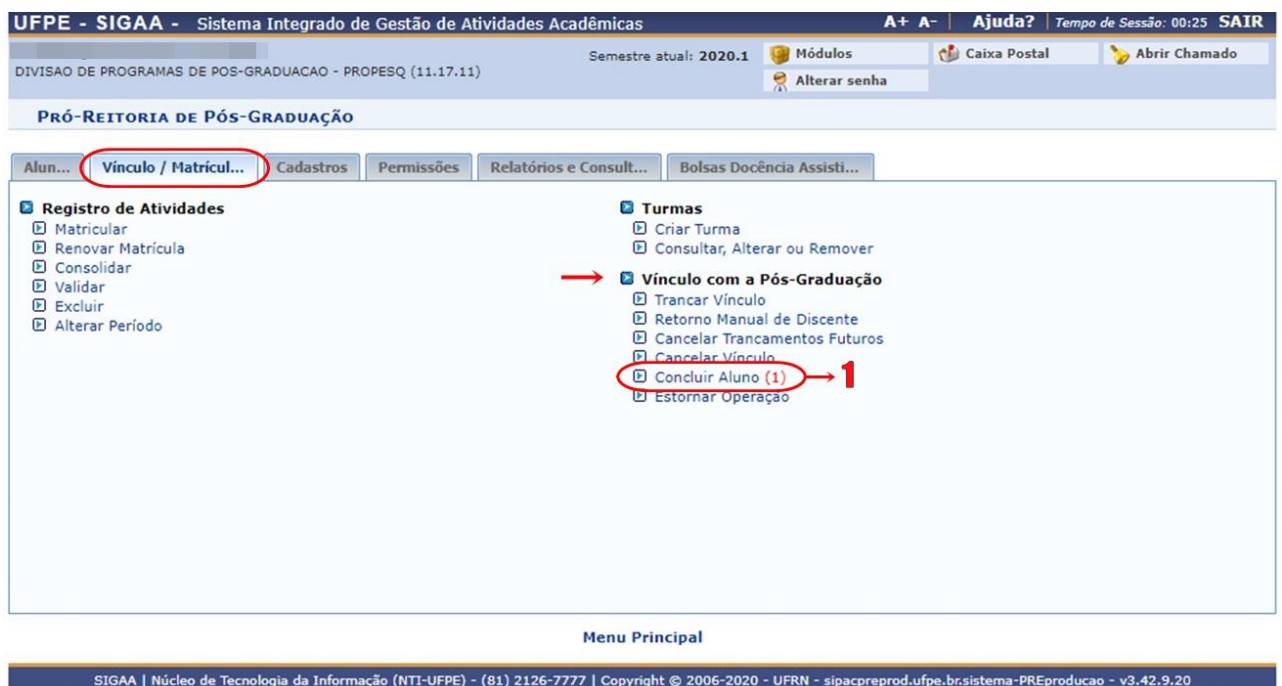 UFPE - SIGAA - Sistema Integrado de Gestão de Atividades Acadêmicas A+ A- | Ajuda? | Tempo de Sessão: 00:25 SAIR
Semestre atual: 2020.1 Módulos Caixa Postal Abrir Chamado
DIVISAO DE PROGRAMAS DE POS-GRADUACAO - PROPESQ (11.17.11)
Alterar senha
PRÓ-REITORIA DE PÓS-GRADUAÇÃO
Alun... Vínculo / Matrícul... Cadastros Permissões Relatórios e Consult... Bolsas Docência Assisti...
Registro de Atividades
Matricular
Renovar Matrícula
Consolidar
Validar
Excluir
Alterar Período
Turmas
Criar Turma
Consultar, Alterar ou Remover
Vínculo com a Pós-Graduação
Trancar Vínculo
Retorno Manual de Discente
Cancelar Trancamentos Futuros
Cancelar Vínculo
Concluir Aluno (1) 1
Estornar Operação
Menu Principal
SIGAA | Núcleo de Tecnologia da Informação (NTI-UFPE) - (81) 2126-7777 | Copyright © 2006-2020 - UFRN - sipacpreprod.ufpe.br.sistema-PREproducao - v3.42.9.20